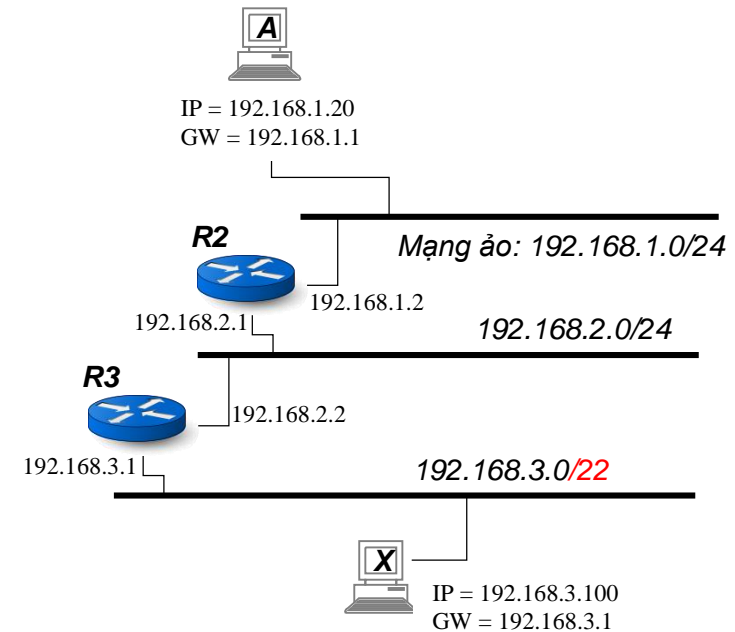 A
IP = 192.168.1.20
GW = 192.168.1.1
R2
Mạng ảo: 192.168.1.0/24
192.168.1.2
192.168.2.1
192.168.2.0/24
R3
192.168.2.2
192.168.3.1
192.168.3.0/22
X
IP = 192.168.3.100
GW = 192.168.3.1